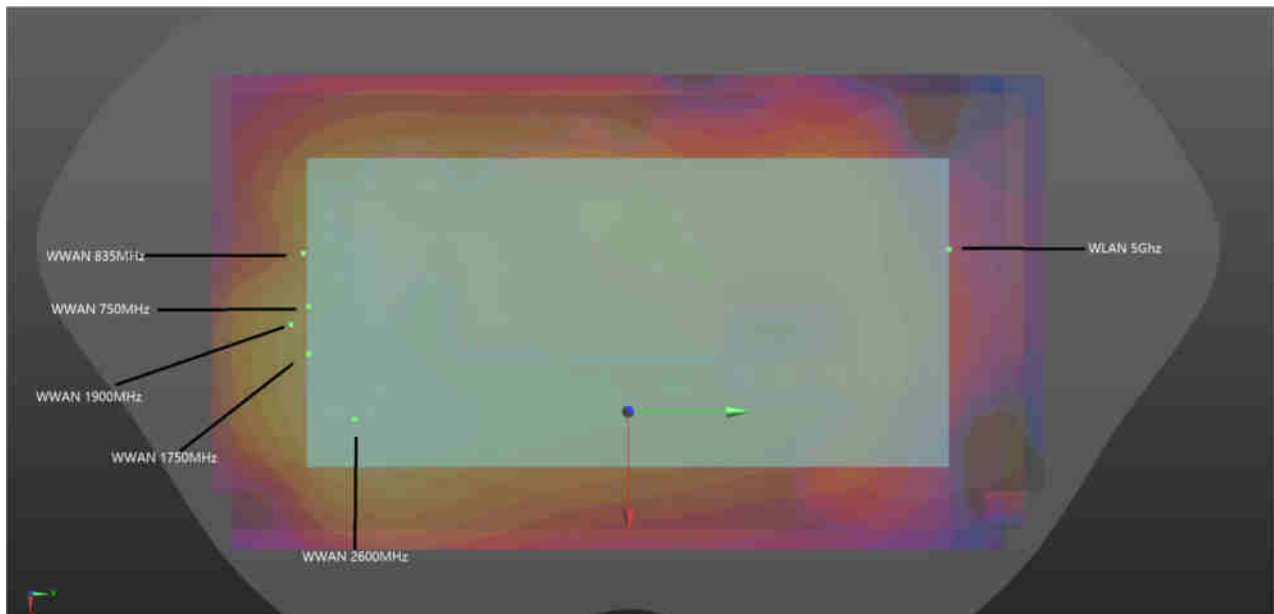 WWAN 835MHz
WLAN 5Ghz
WWAN 750MHz
WWAN 1900MHz
WWAN 1750MHz
WWAN 2600MHz